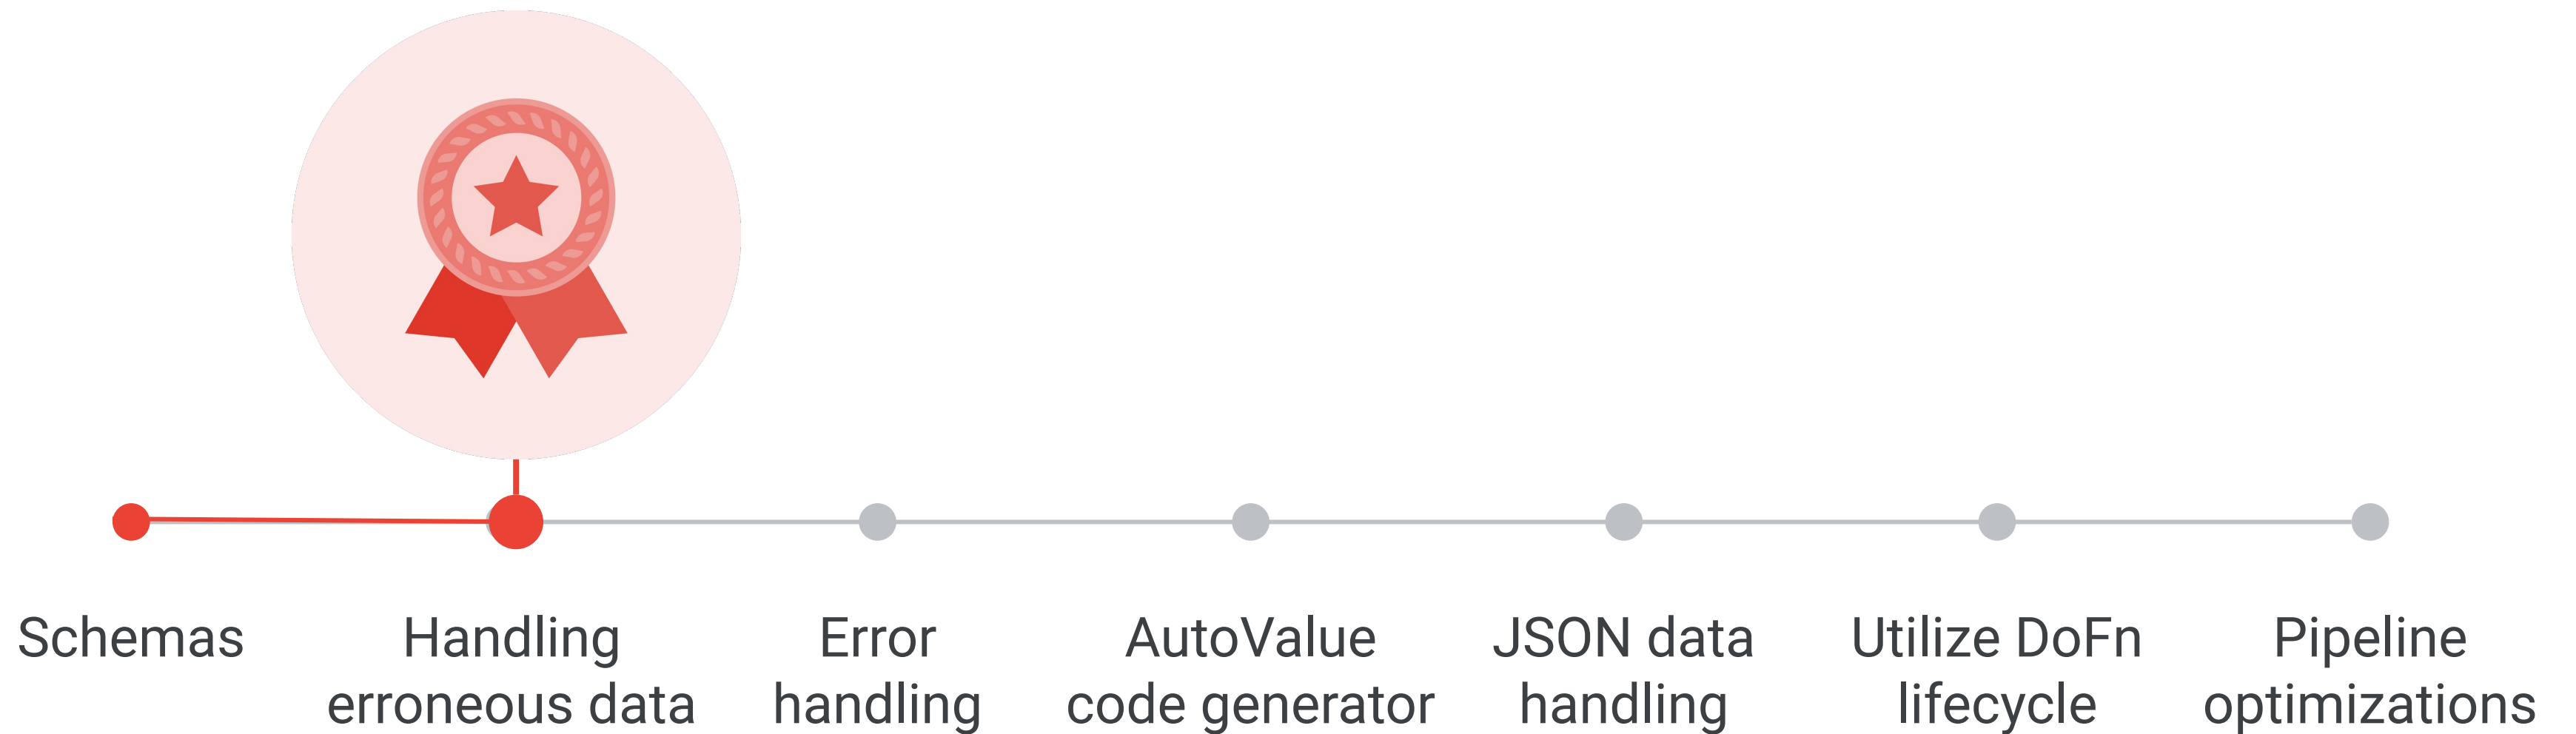 Schemas
Handling
erroneous data
Error
handling
AutoValue
code generator
JSON data
handling
Utilize DoFn
lifecycle
Pipeline
optimizations